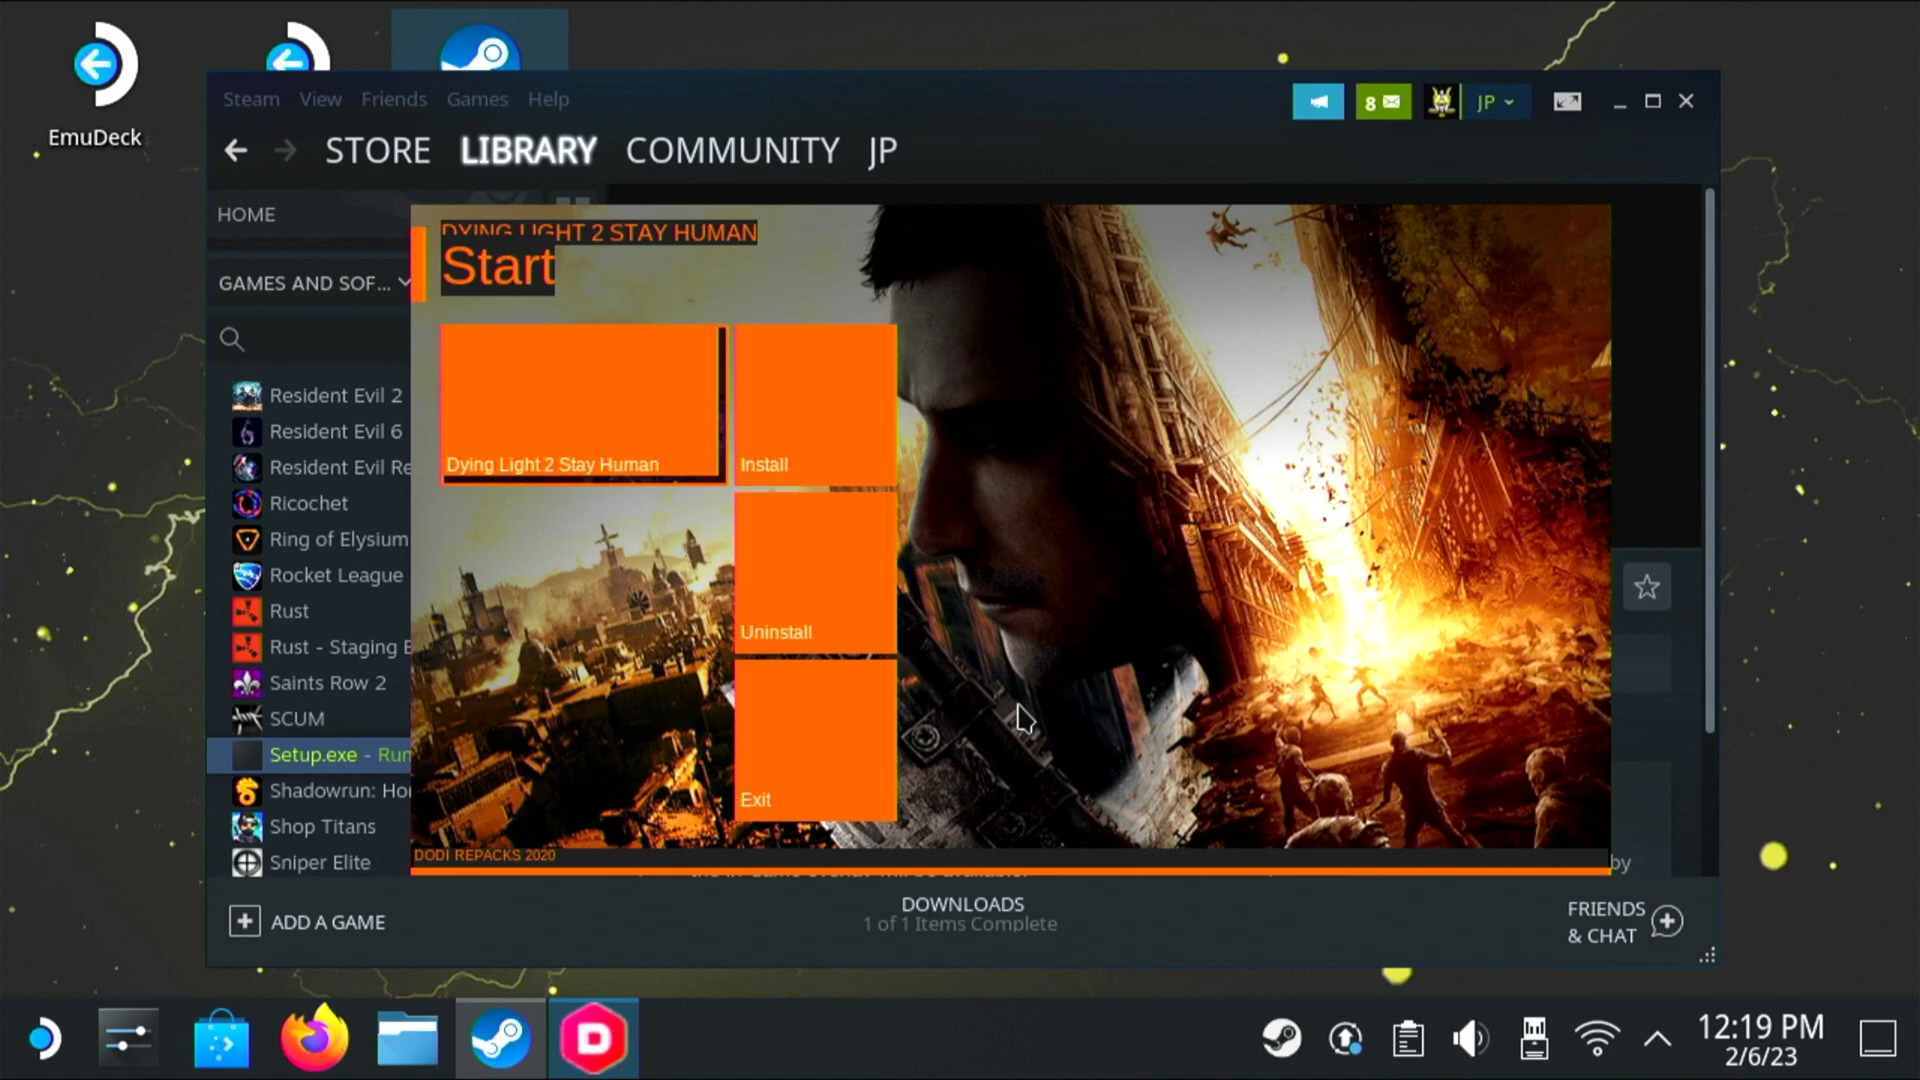 EmuDeck
Steam View Friends Games Help
8
JP
STORE LIBRARY COMMUNITY JP
HOME
GAMES AND SOF...
DYING LIGHT 2 STAY HUMAN
Start
Dying Light 2 Stay Human
Install
Uninstall
Exit
DODI REPACKS 2020
Resident Evil 2
Resident Evil 6
Resident Evil Re
Ricochet
Ring of Elysium
Rocket League
Rust
Rust - Staging
Saints Row 2
SCUM
Setup.exe - Run
Shadowrun: Ho
Shop Titans
Sniper Elite
by
ADD A GAME
DOWNLOADS
1 of 1 Items Complete
FRIENDS
& CHAT
D
12:19 PM
2/6/23